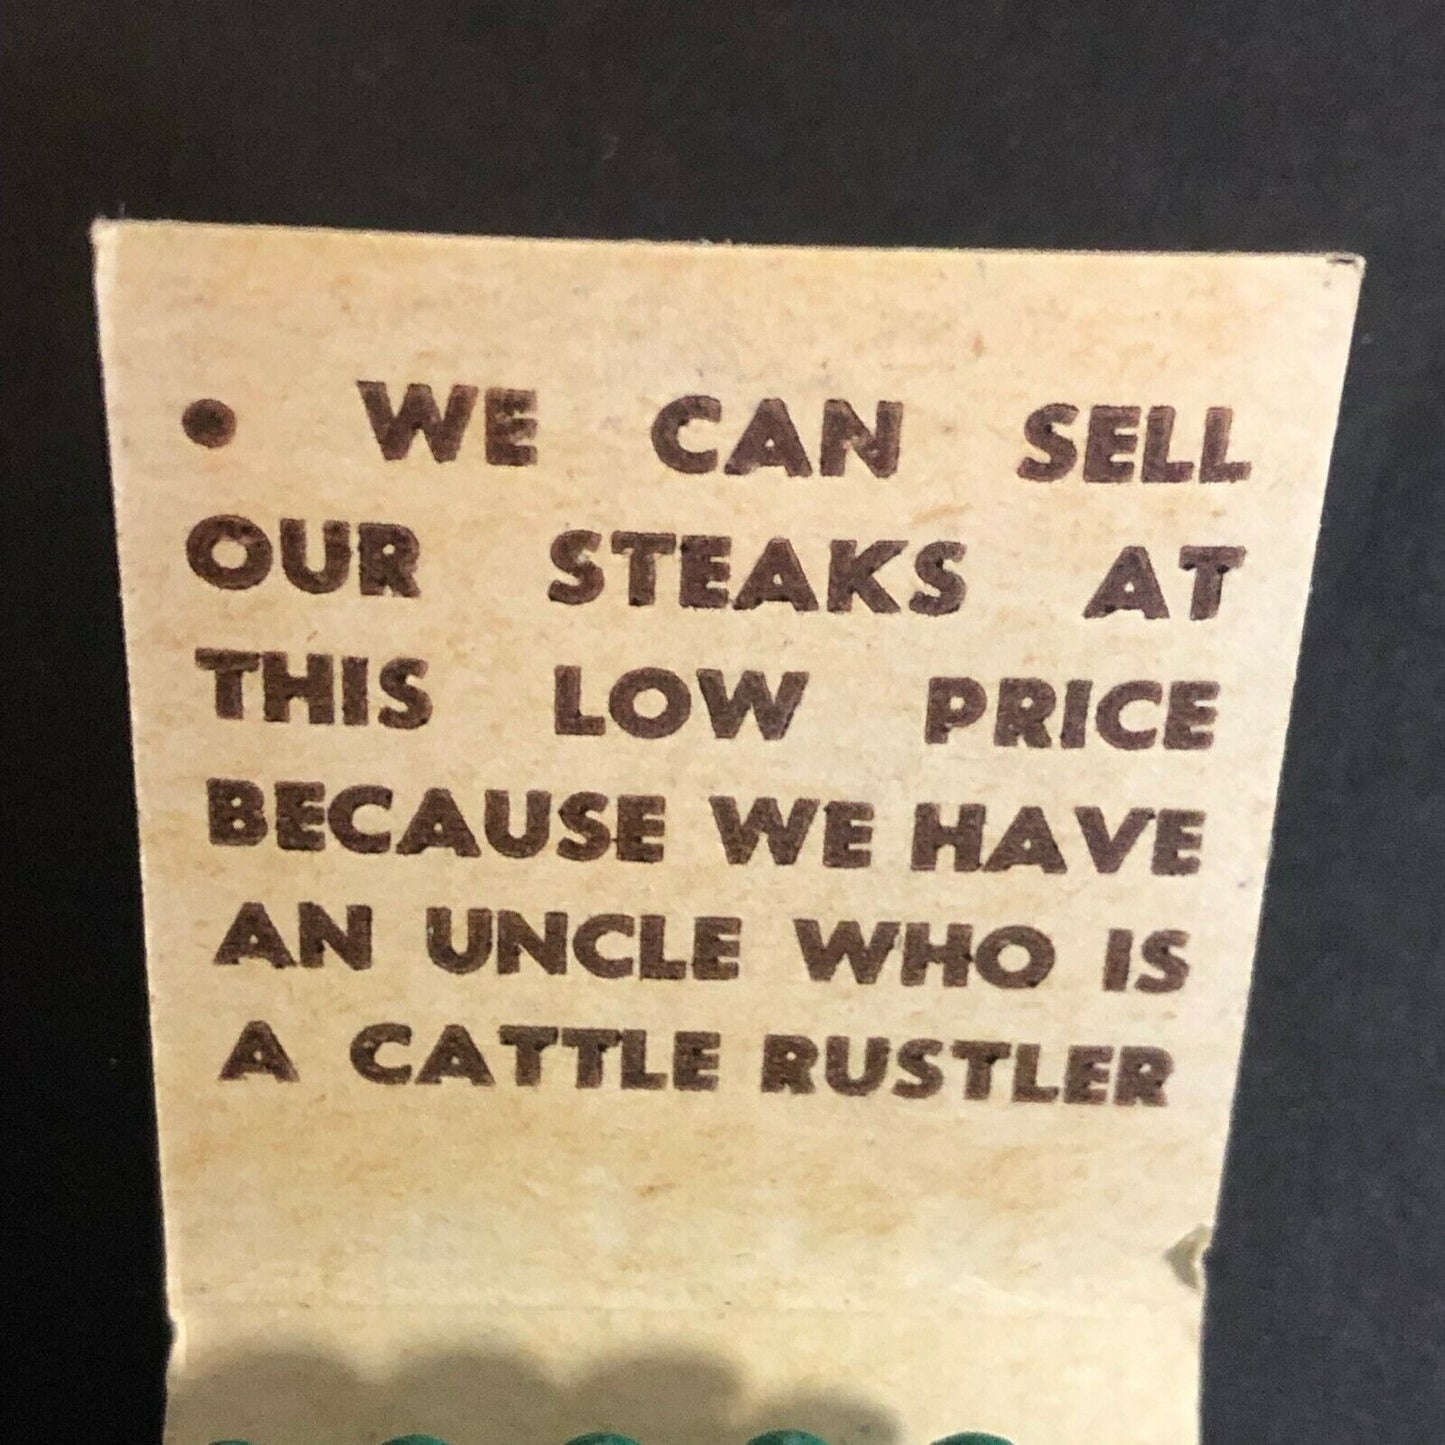 • WE CAN SELL
OUR STEAKS AT
THIS LOW PRICE
BECAUSE WE HAVE
AN UNCLE WHO IS
A CATTLE RUSTLER